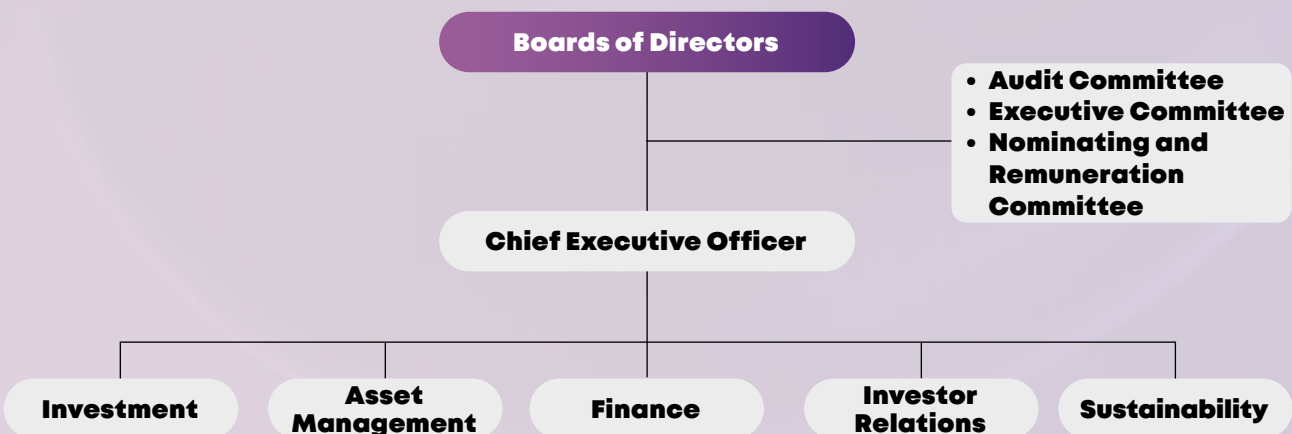 Boards of Directors
• Audit Committee
• Executive Committee
• Nominating and
Remuneration
Committee
Chief Executive Officer
Investment
Asset
Management
Finance
Investor
Relations
Sustainability